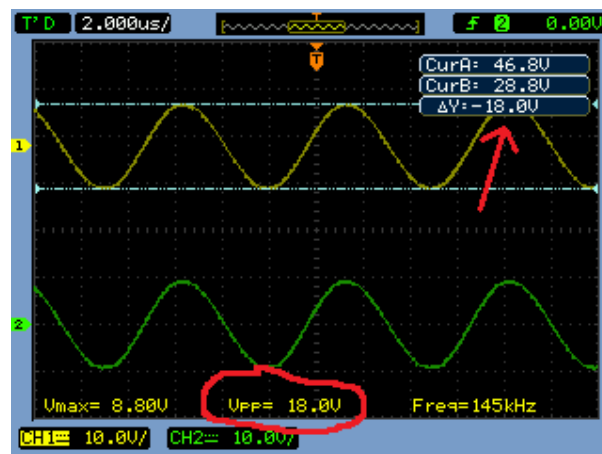 T'D 2.000us/ T f 2 0.00V
T
CurA: 46.8V
CurB: 28.8V
ΔY:-18.0V
1
2
Vmax= 8.80V Vpp= 18.0V Freq=145kHz
CH1 10.0V/ CH2 10.0V/